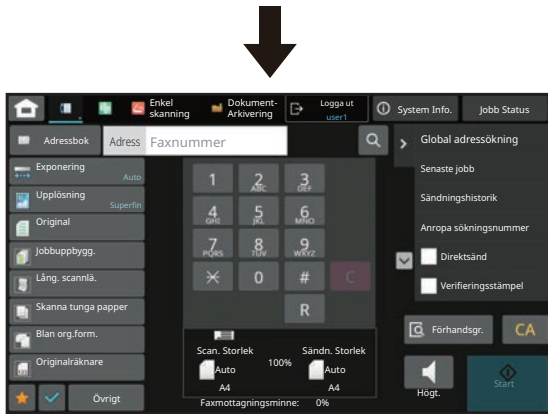 Enkel skanning
Dokument-Arkivering
Logga ut
user1
System Info.
Jobb Status
Adressbok
Adress
Faxnummer
Global adressökning
Exponering
Auto
Upplösning
Superfin
Original
Jobbuppbygg.
Lång. scannlä.
Skanna tunga papper
Blan org.form.
Originalräknare
Övrigt
1
2
ABC
3
DEF
4
GHI
5
JKL
6
MNO
7
PQRS
8
TUV
9
WXYZ
0
#
C
R
Scan. Storlek
100%
Sändn. Storlek
Auto
Auto
A4
A4
Faxmottagningsminne: 0%
Senaste jobb
Sändningshistorik
Anropa sökningsnummer
Direktsänd
Verifieringsstämpel
Förhandsgr.
CA
Högt.
Start